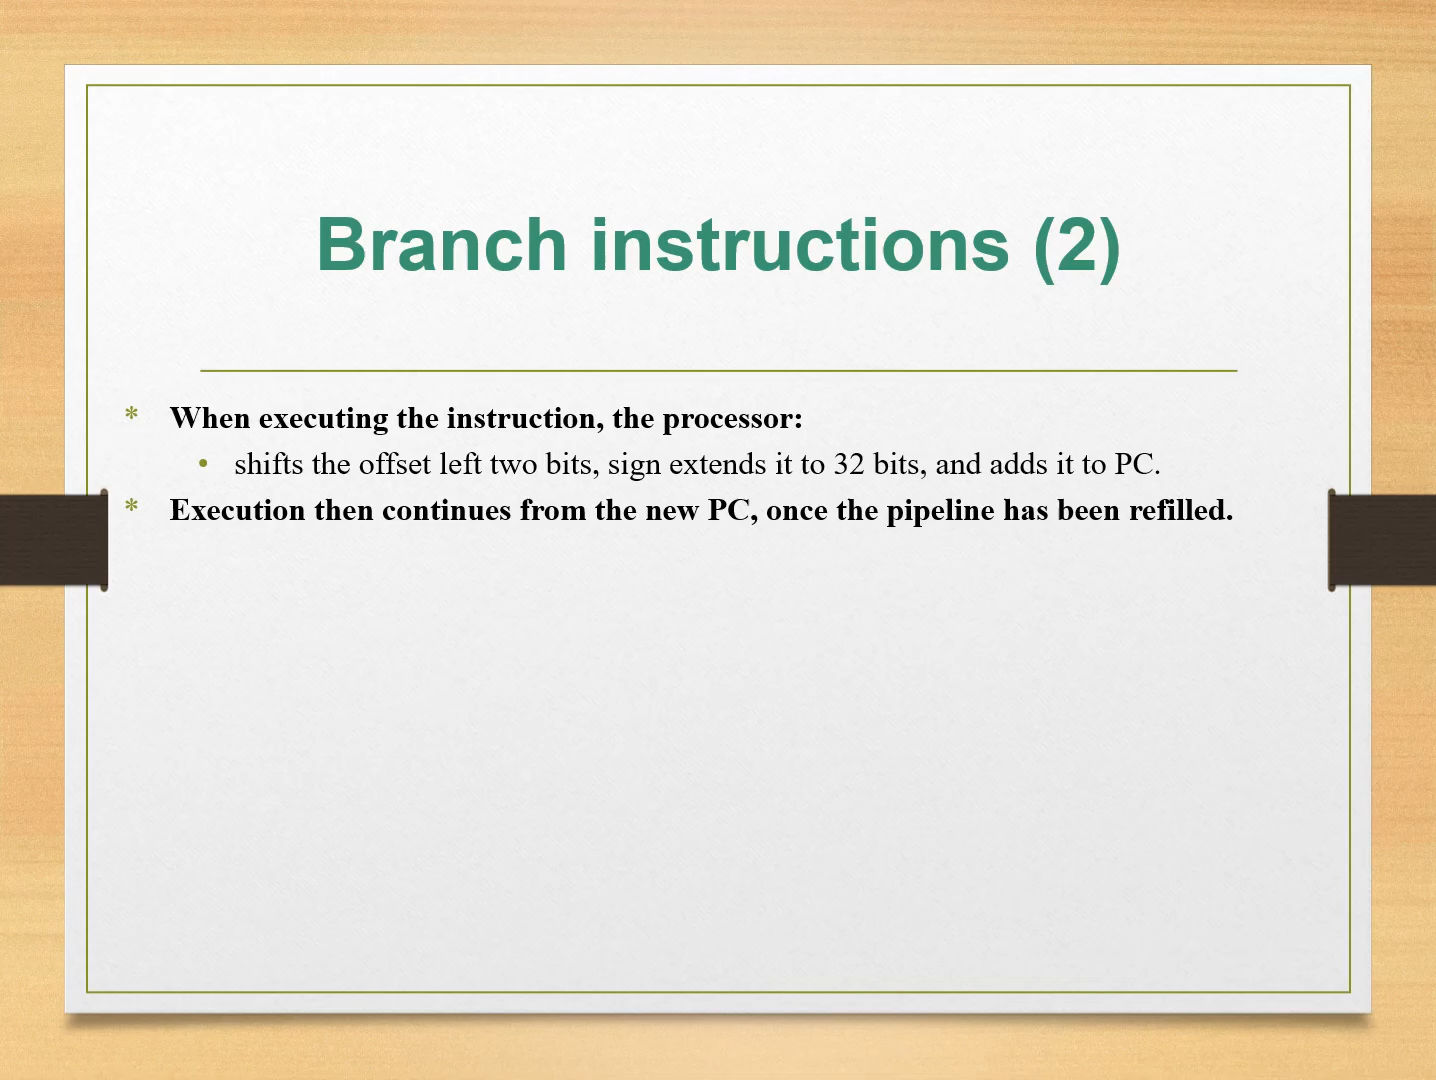 Branch instructions (2)
* When executing the instruction, the processor:
• shifts the offset left two bits, sign extends it to 32 bits, and adds it to PC.
* Execution then continues from the new PC, once the pipeline has been refilled.